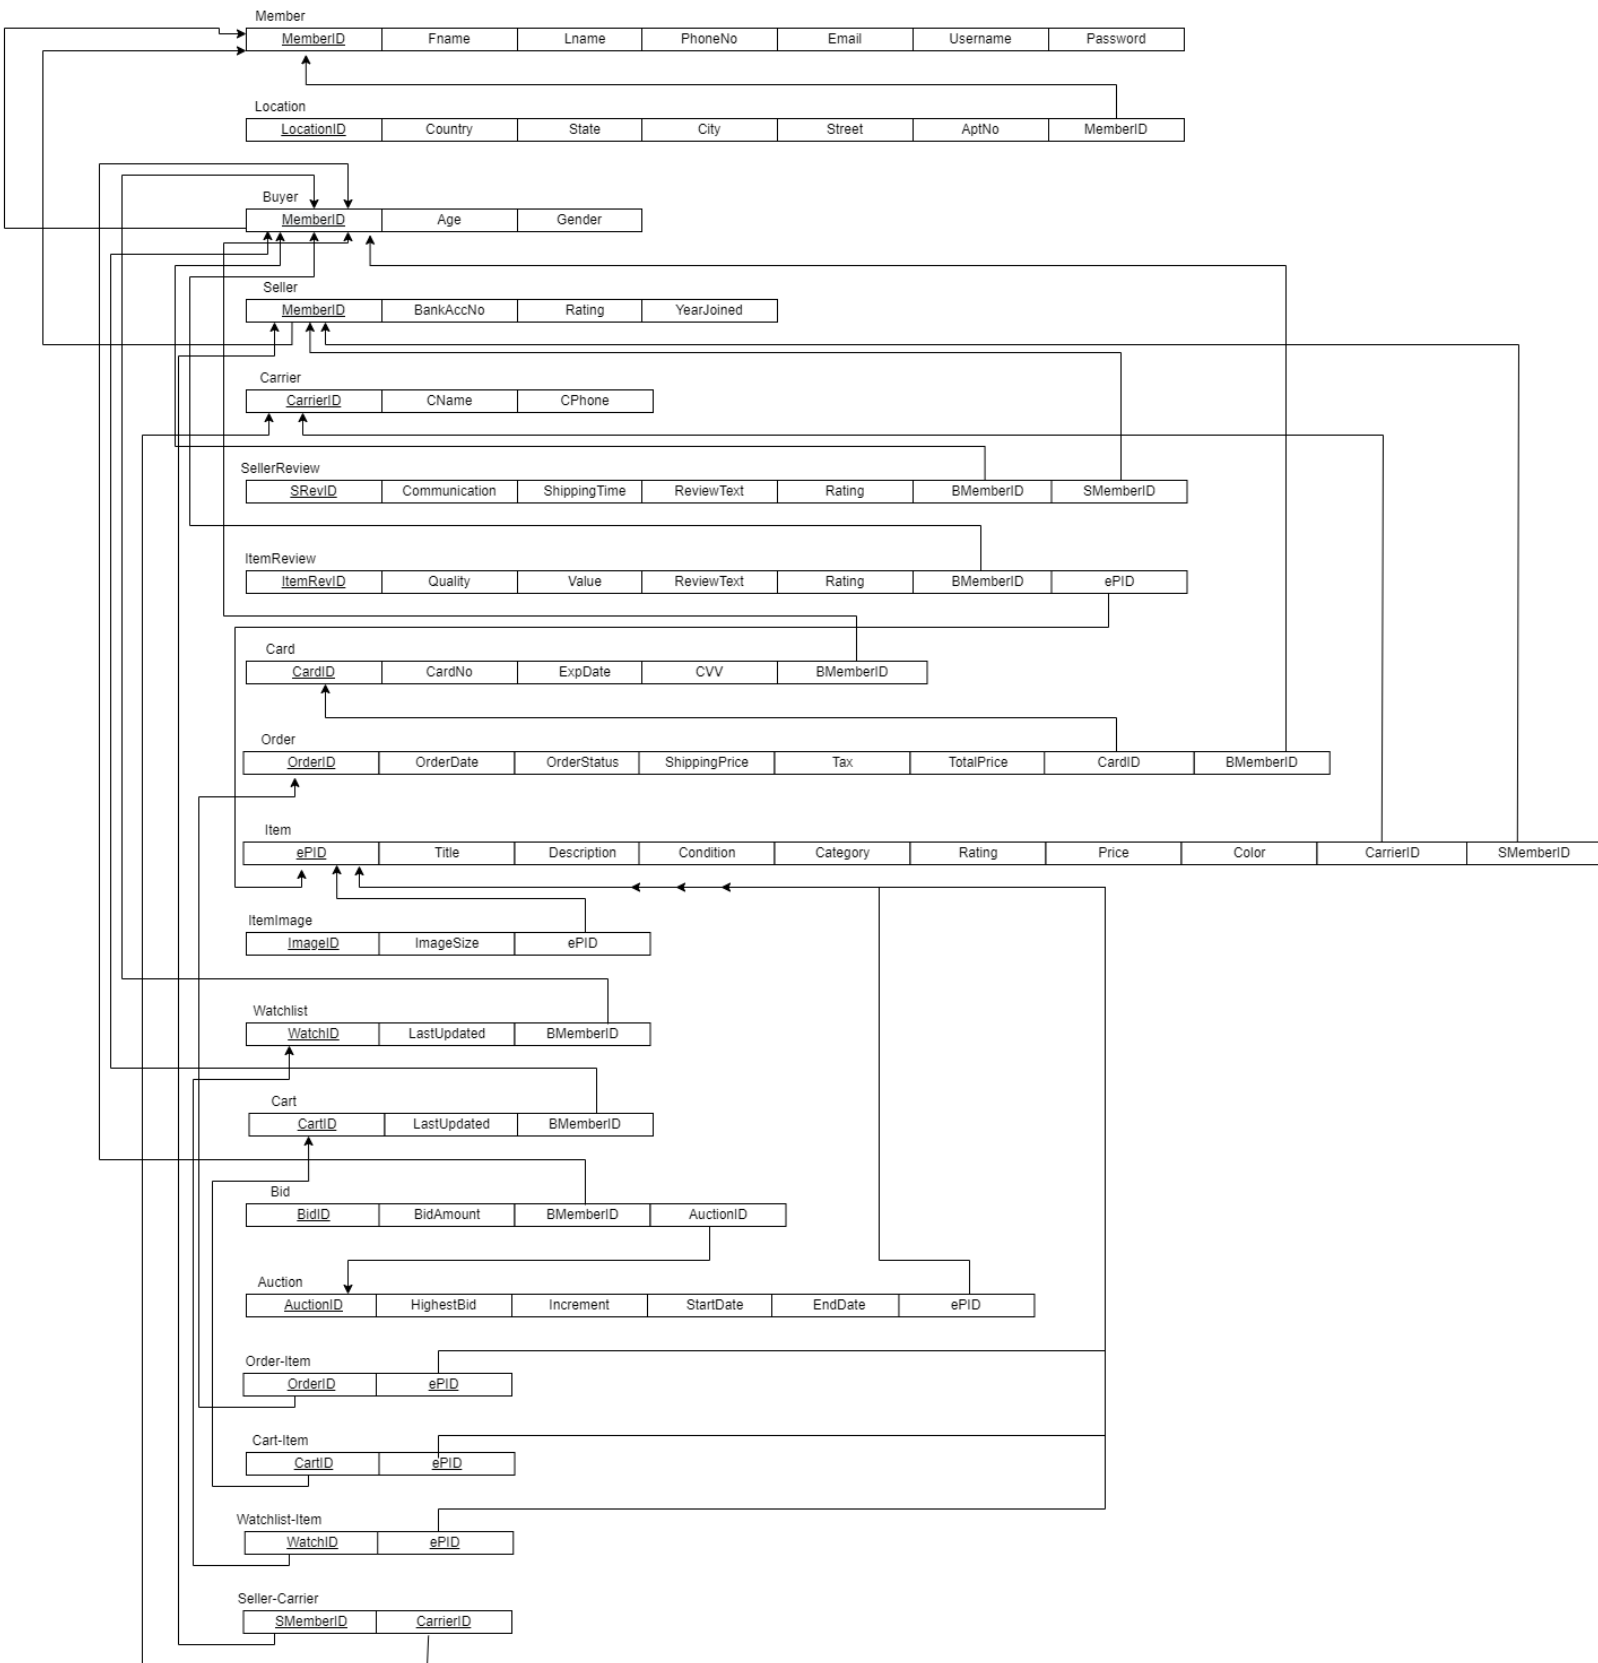 Member
MemberID Fname Lname PhoneNo Email Username Password
Location
LocationID Country State City Street AptNo MemberID
Buyer
MemberID Age Gender
Seller
MemberID BankAccNo Rating YearJoined
Carrier
CarrierID CName CPhone
SellerReview
SRevID Communication ShippingTime ReviewText Rating BMemberID SMemberID
ItemReview
ItemRevID Quality Value ReviewText Rating BMemberID ePID
Card
CardID CardNo ExpDate CVV BMemberID
Order
OrderID OrderDate OrderStatus ShippingPrice Tax TotalPrice CardID BMemberID
Item
ePID Title Description Condition Category Rating Price Color CarrierID SMemberID
ItemImage
ImageID ImageSize ePID
Watchlist
WatchID LastUpdated BMemberID
Cart
CartID LastUpdated BMemberID
Bid
BidID BidAmount BMemberID AuctionID
Auction
AuctionID HighestBid Increment StartDate EndDate ePID
Order-Item
OrderID ePID
Cart-Item
CartID ePID
Watchlist-Item
WatchID ePID
Seller-Carrier
SMemberID CarrierID